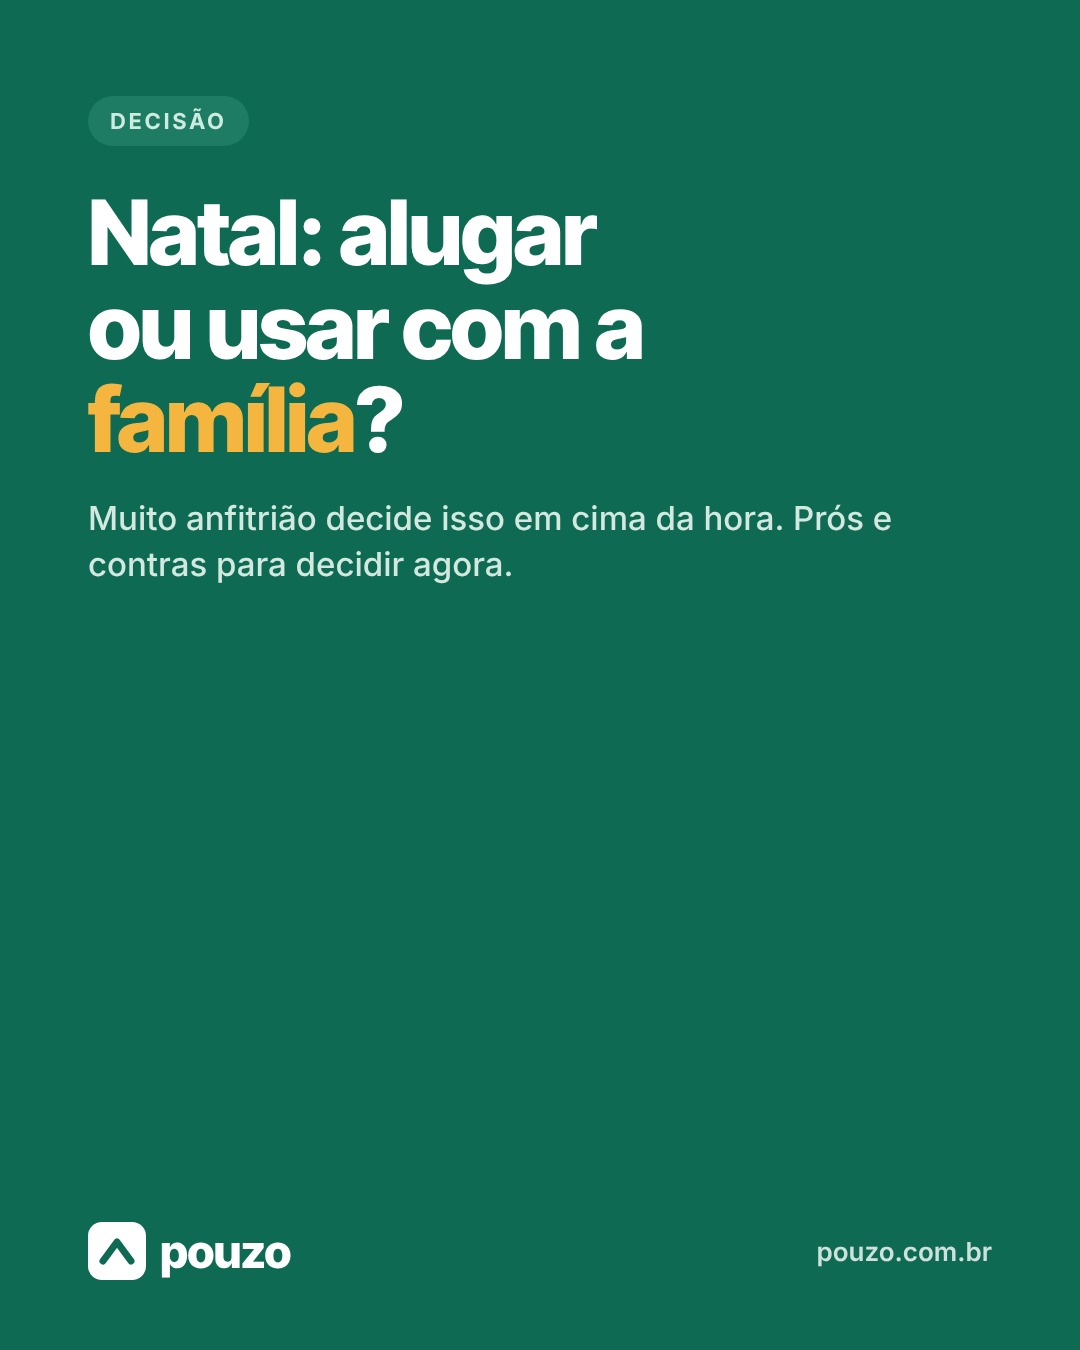 DECISÃO
Natal: alugar
ou usar com a
família?
Muito anfitrião decide isso em cima da hora. Prós e
contras para decidir agora.
pouzo
pouzo.com.br